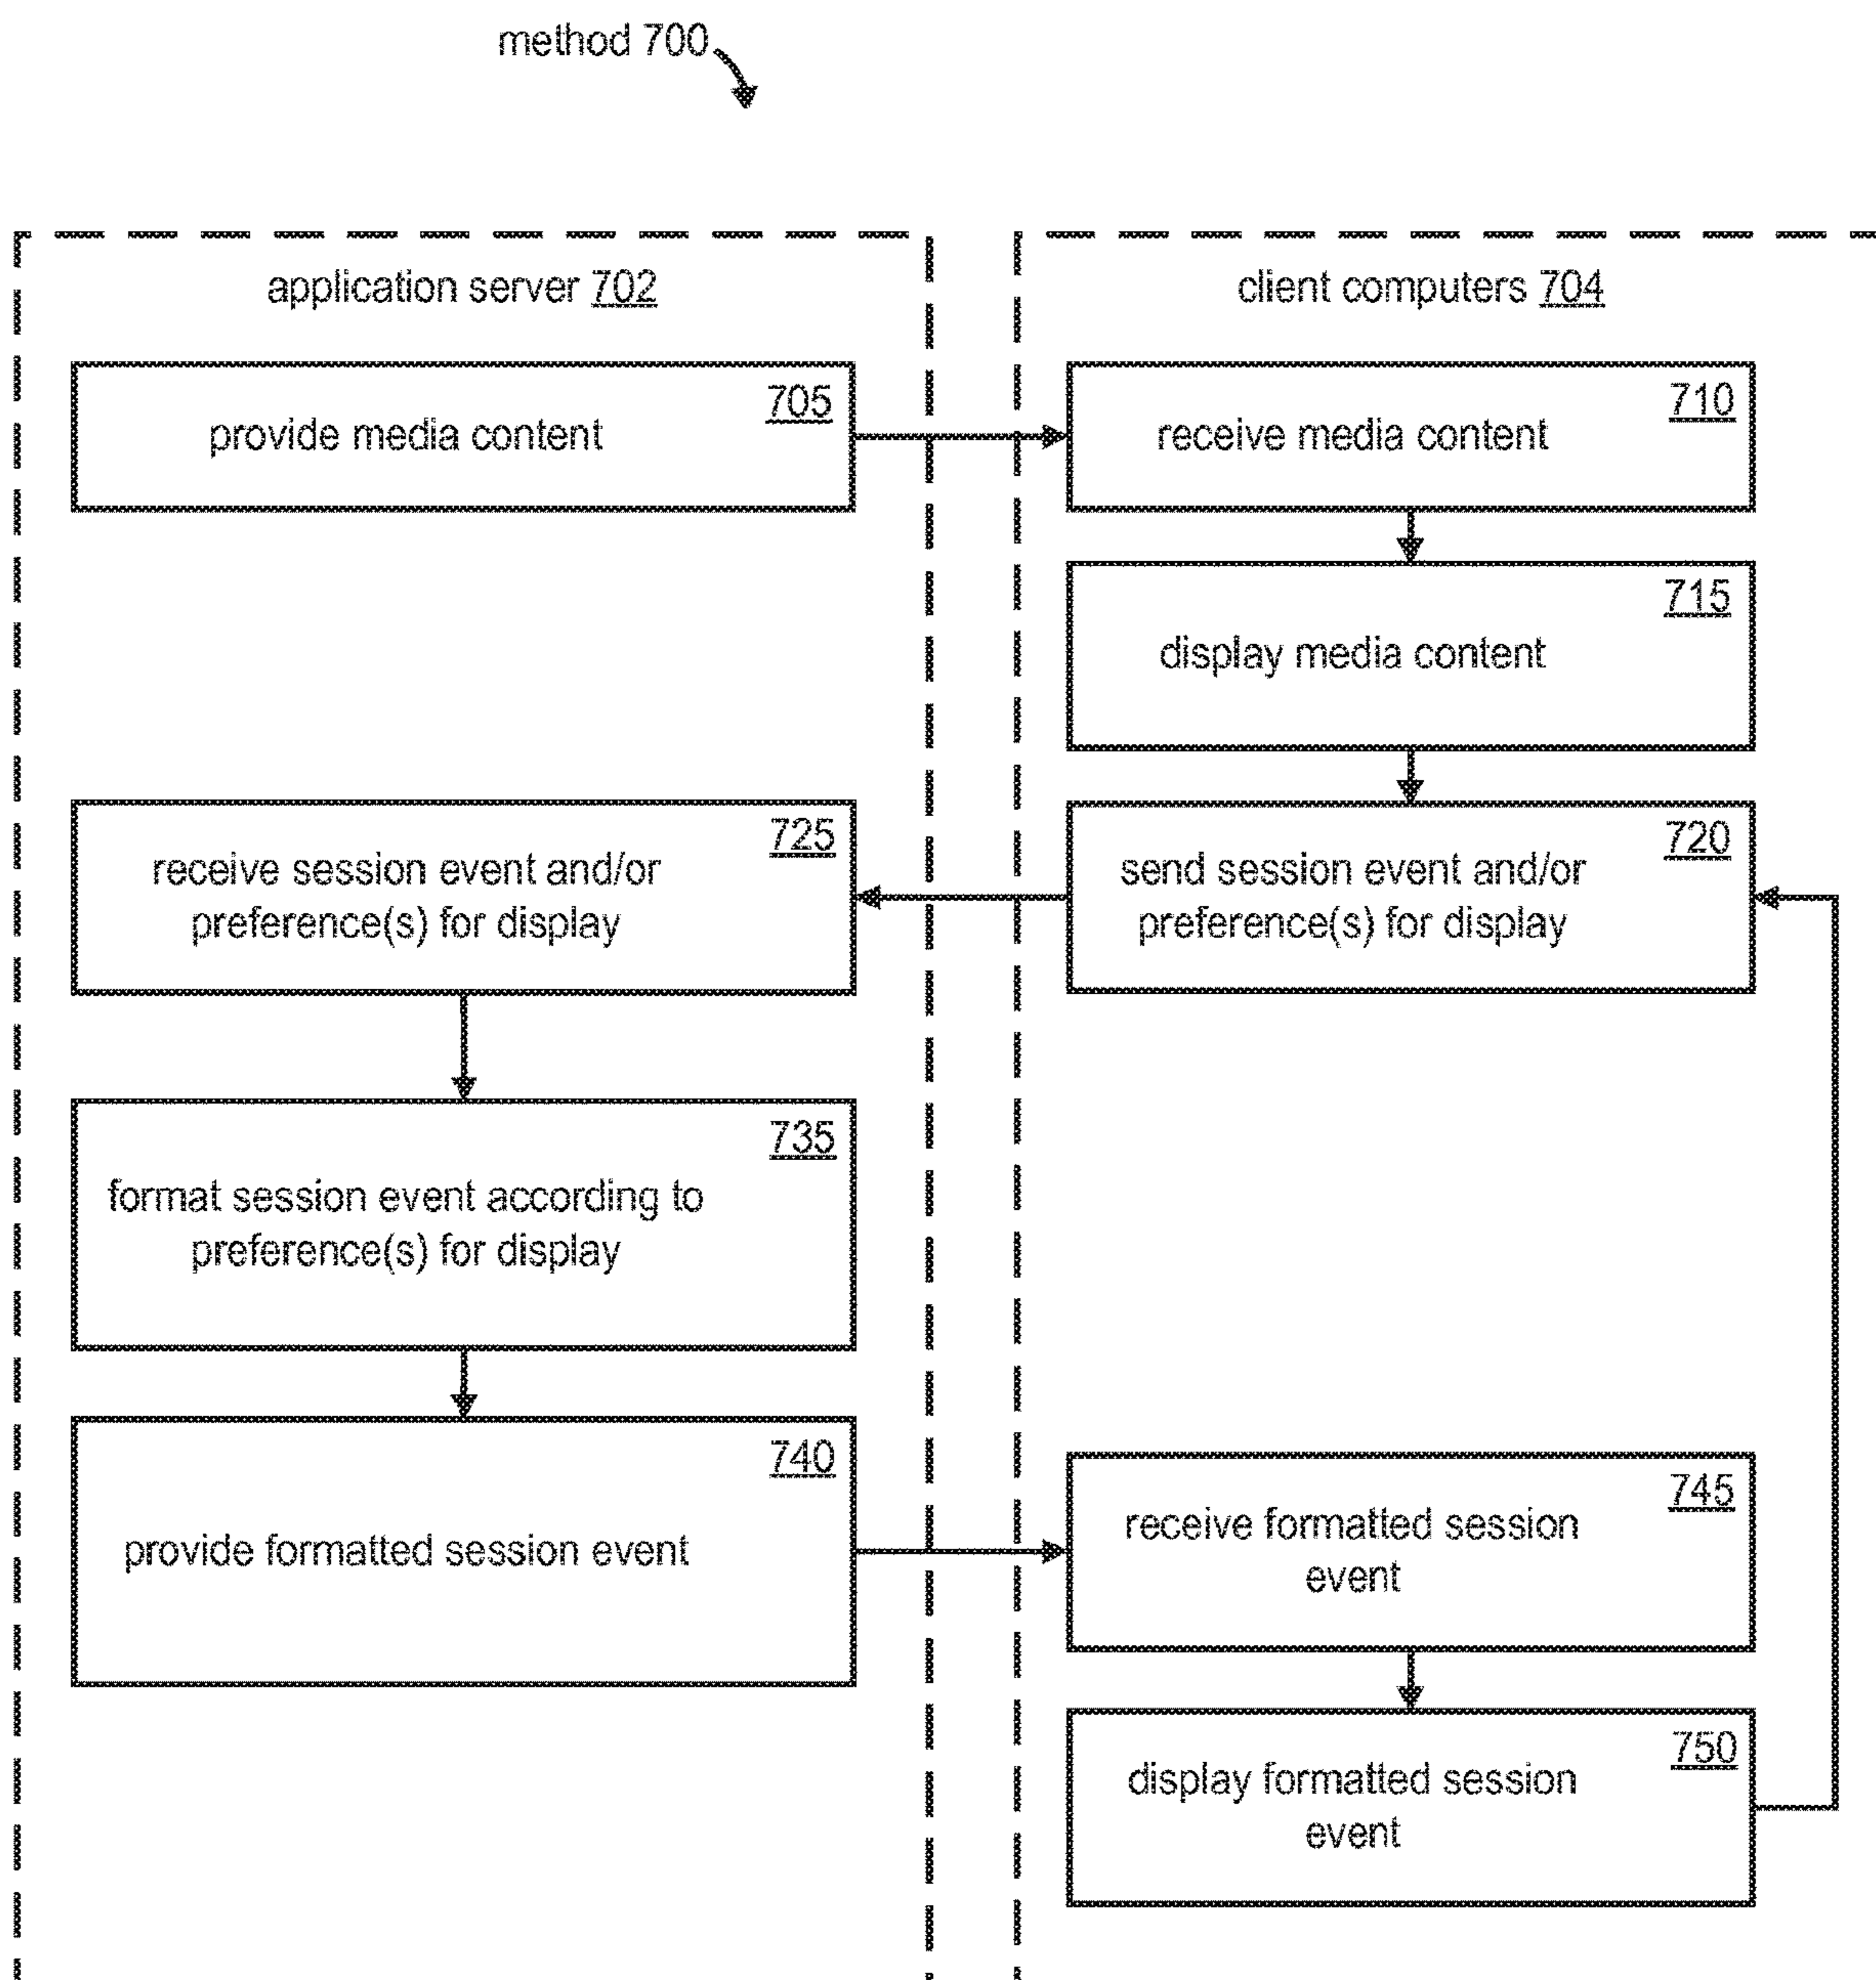 method 700
application server 702
client computers 704
705
provide media content
710
receive media content
715
display media content
725
receive session event and/or
preference(s) for display
720
send session event and/or
preference(s) for display
735
format session event according to
preference(s) for display
740
provide formatted session event
745
receive formatted session
event
750
display formatted session
event